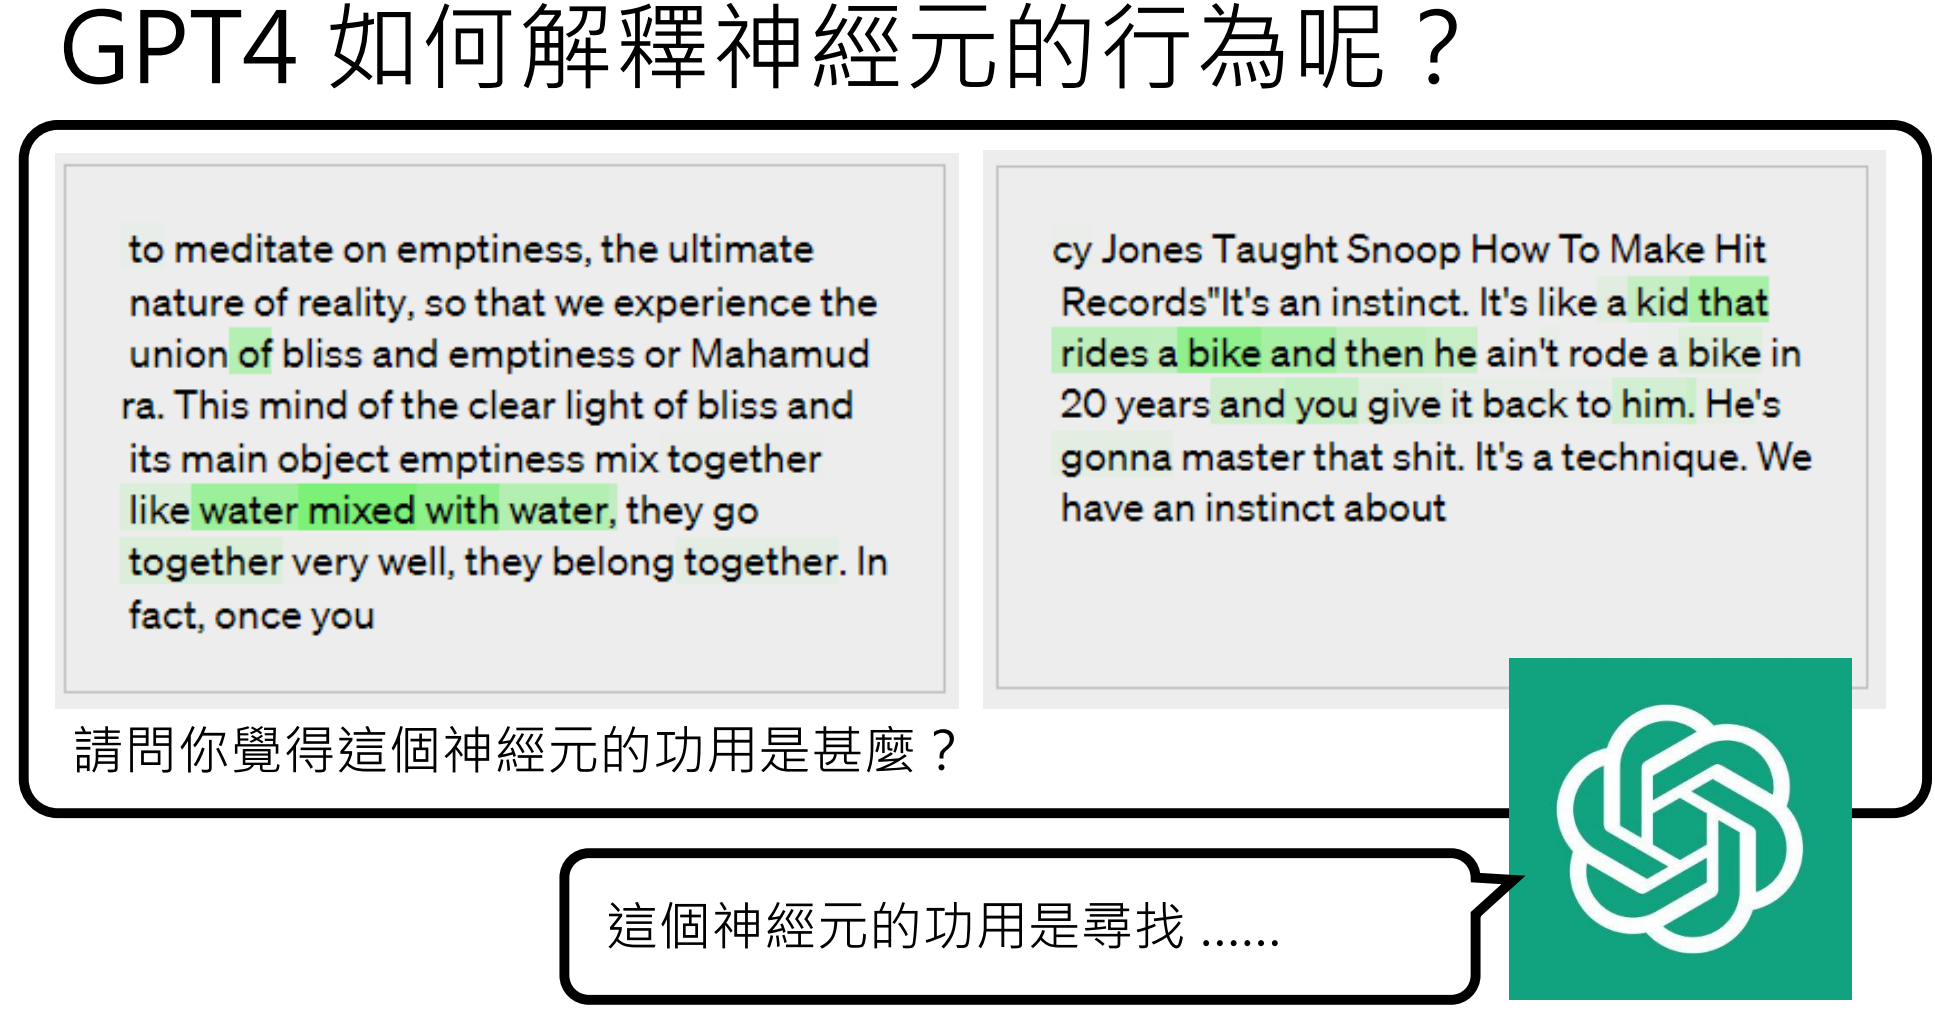 GPT4 如何解釋神經元的行為呢？
to meditate on emptiness, the ultimate
nature of reality, so that we experience the
union of bliss and emptiness or Mahamud
ra. This mind of the clear light of bliss and
its main object emptiness mix together
like water mixed with water, they go
together very well, they belong together. In
fact, once you
cy Jones Taught Snoop How To Make Hit
Records"It's an instinct. It's like a kid that
rides a bike and then he ain't rode a bike in
20 years and you give it back to him. He's
gonna master that shit. It's a technique. We
have an instinct about
請問你覺得這個神經元的功用是甚麼？
這個神經元的功用是尋找 ......